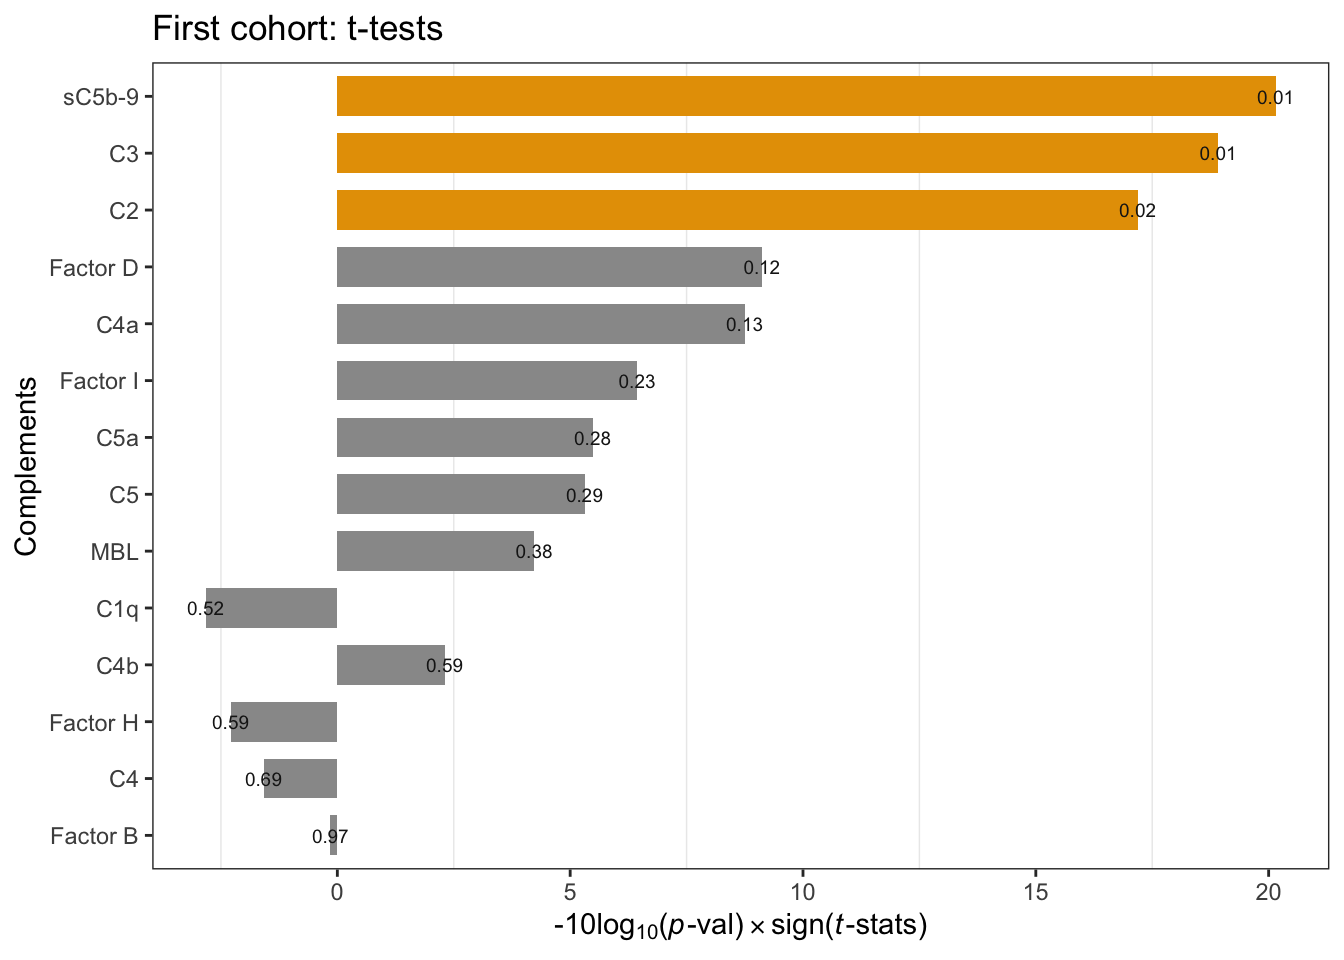 First cohort: t-tests
sC5b-9 0.01
C3 0.01
C2 0.02
Factor D 0.12
C4a 0.13
Factor I 0.23
C5a 0.28
C5 0.29
MBL 0.38
C1q 0.52
C4b 0.59
Factor H 0.59
C4 0.69
Factor B 0.97
Complements
0 5 10 15 20
-10log₁₀(p-val) × sign(t-stats)